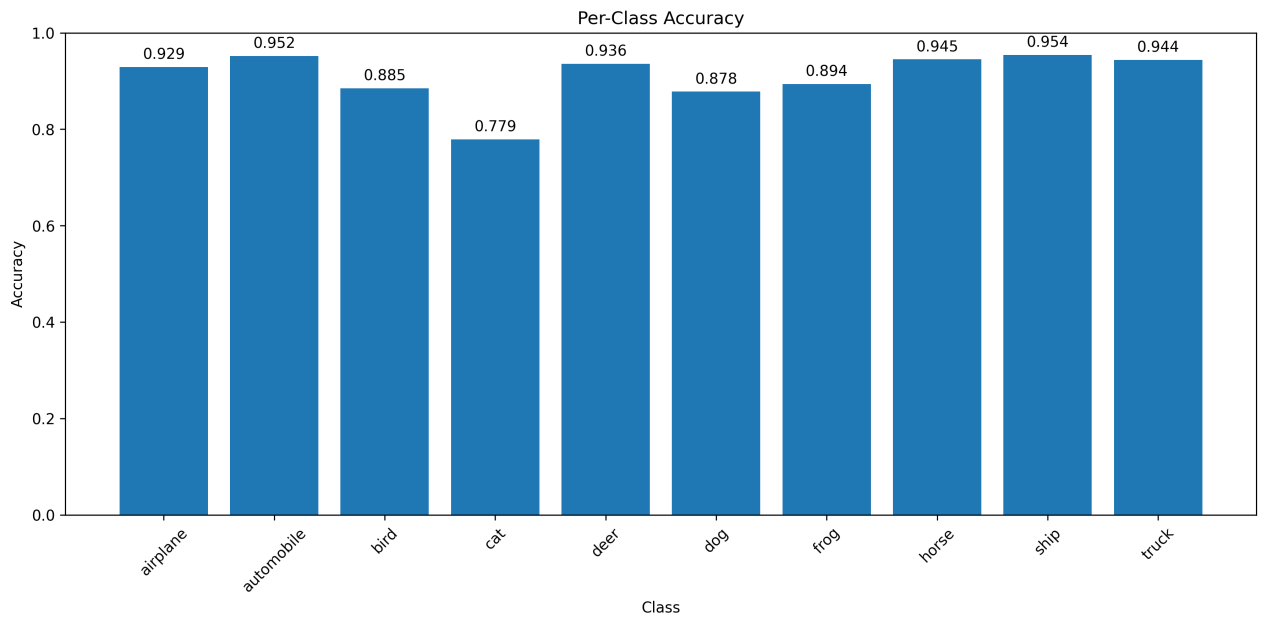 Per-Class Accuracy
1.0
0.8
0.6
0.4
0.2
0.0
Accuracy
0.929
0.952
0.885
0.779
0.936
0.878
0.894
0.945
0.954
0.944
airplane
automobile
bird
cat
deer
dog
frog
horse
ship
truck
Class